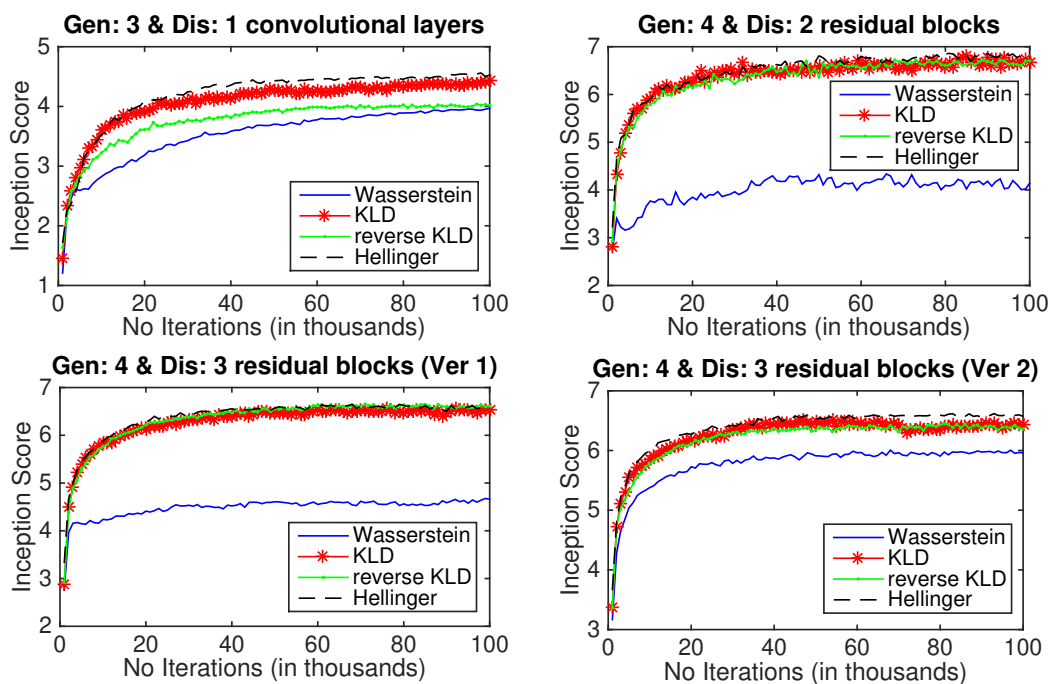 Gen: 3 & Dis: 1 convolutional layers
5
4
3
2
1
Inception Score
Wasserstein
KLD
reverse KLD
Hellinger
0 20 40 60 80 100
No Iterations (in thousands)
Gen: 4 & Dis: 2 residual blocks
7
6
5
4
3
2
Inception Score
Wasserstein
KLD
reverse KLD
Hellinger
0 20 40 60 80 100
No Iterations (in thousands)
Gen: 4 & Dis: 3 residual blocks (Ver 1)
7
6
5
4
3
2
Inception Score
Wasserstein
KLD
reverse KLD
Hellinger
0 20 40 60 80 100
No Iterations (in thousands)
Gen: 4 & Dis: 3 residual blocks (Ver 2)
7
6
5
4
3
Inception Score
Wasserstein
KLD
reverse KLD
Hellinger
0 20 40 60 80 100
No Iterations (in thousands)